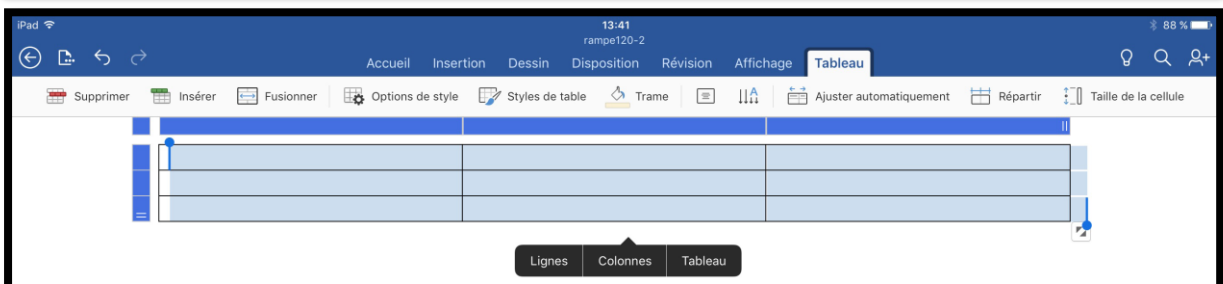 iPad 13:41 88 %
rampe120-2
Accueil Insertion Dessin Disposition Révision Affichage Tableau
Supprimer Insérer Fusionner Options de style Styles de table Trame A Ajuster automatiquement Répartir Taille de la cellule
Lignes Colonnes Tableau